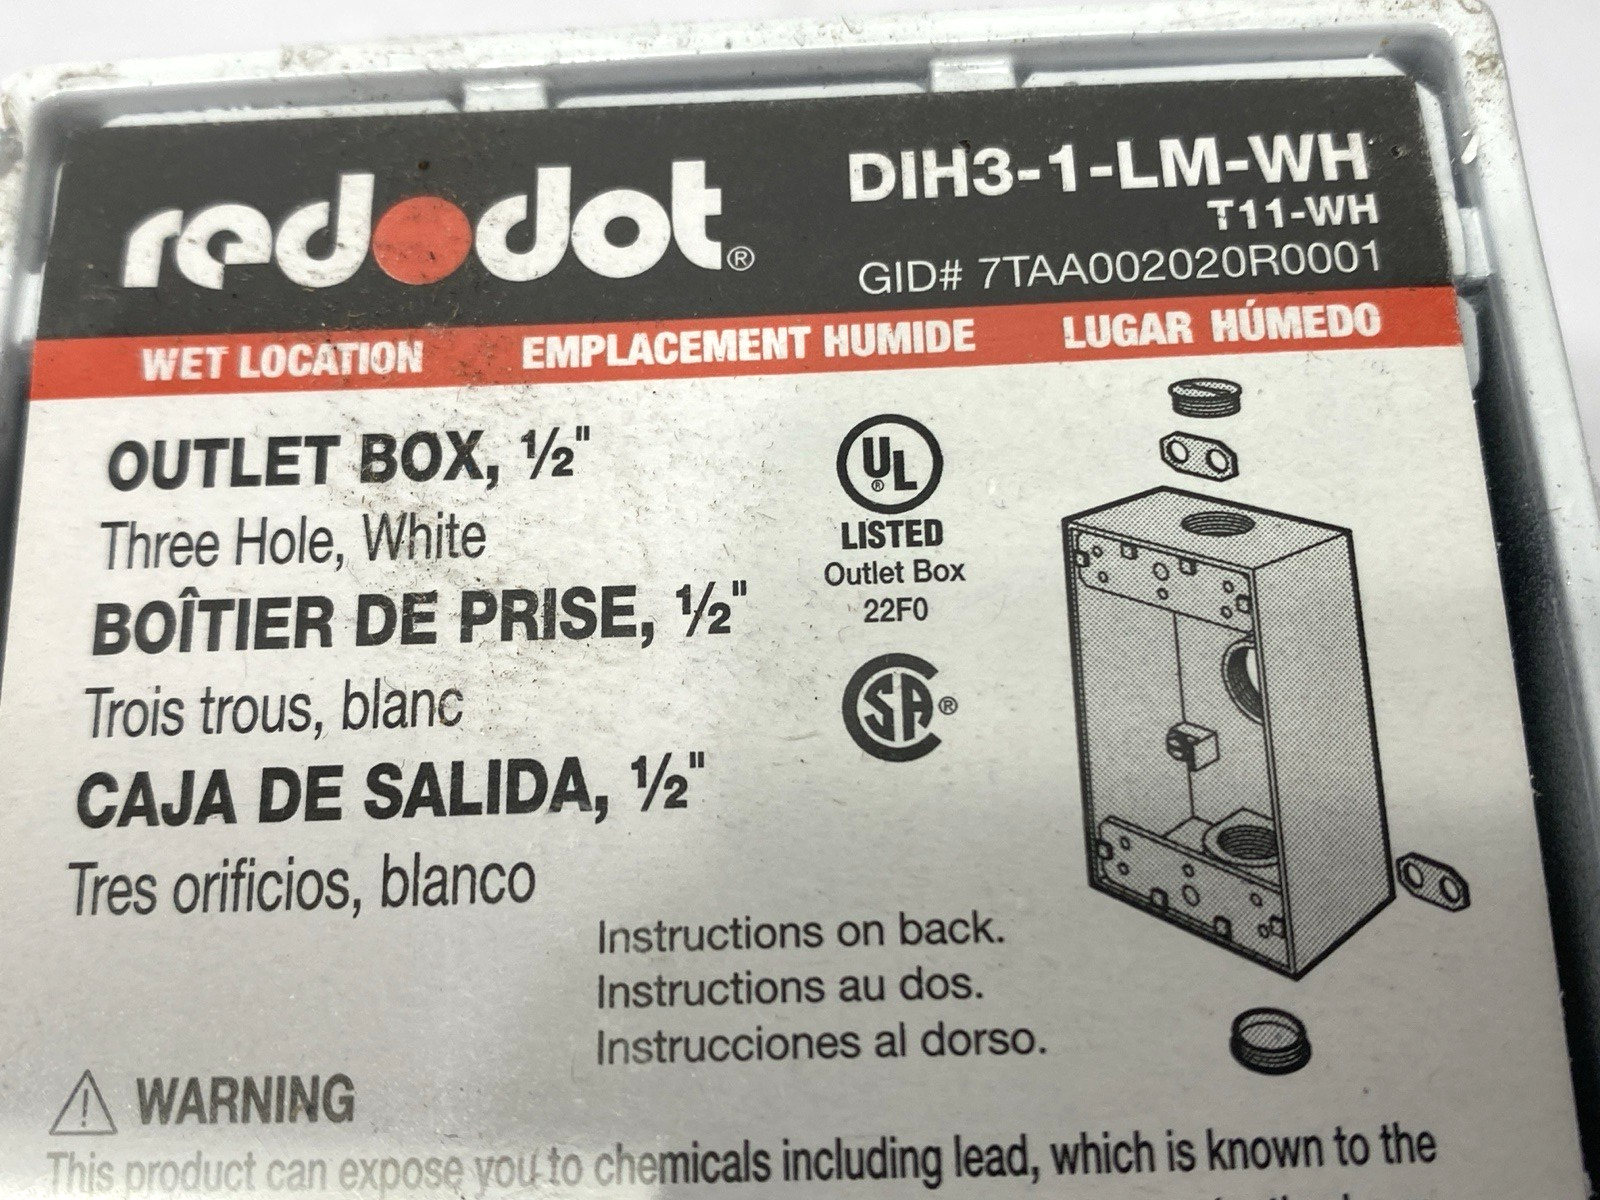 red dot®
DIH3-1-LM-WH
T11-WH
GID# 7TAA002020R0001
WET LOCATION EMPLACEMENT HUMIDE LUGAR HÚMEDO
OUTLET BOX, ½"
Three Hole, White
BOÎTIER DE PRISE, ½"
Trois trous, blanc
CAJA DE SALIDA, ½"
Tres orificios, blanco
UL®
LISTED
Outlet Box
22F0
CSA®
Instructions on back.
Instructions au dos.
Instrucciones al dorso.
⚠ WARNING
This product can expose you to chemicals including lead, which is known to the